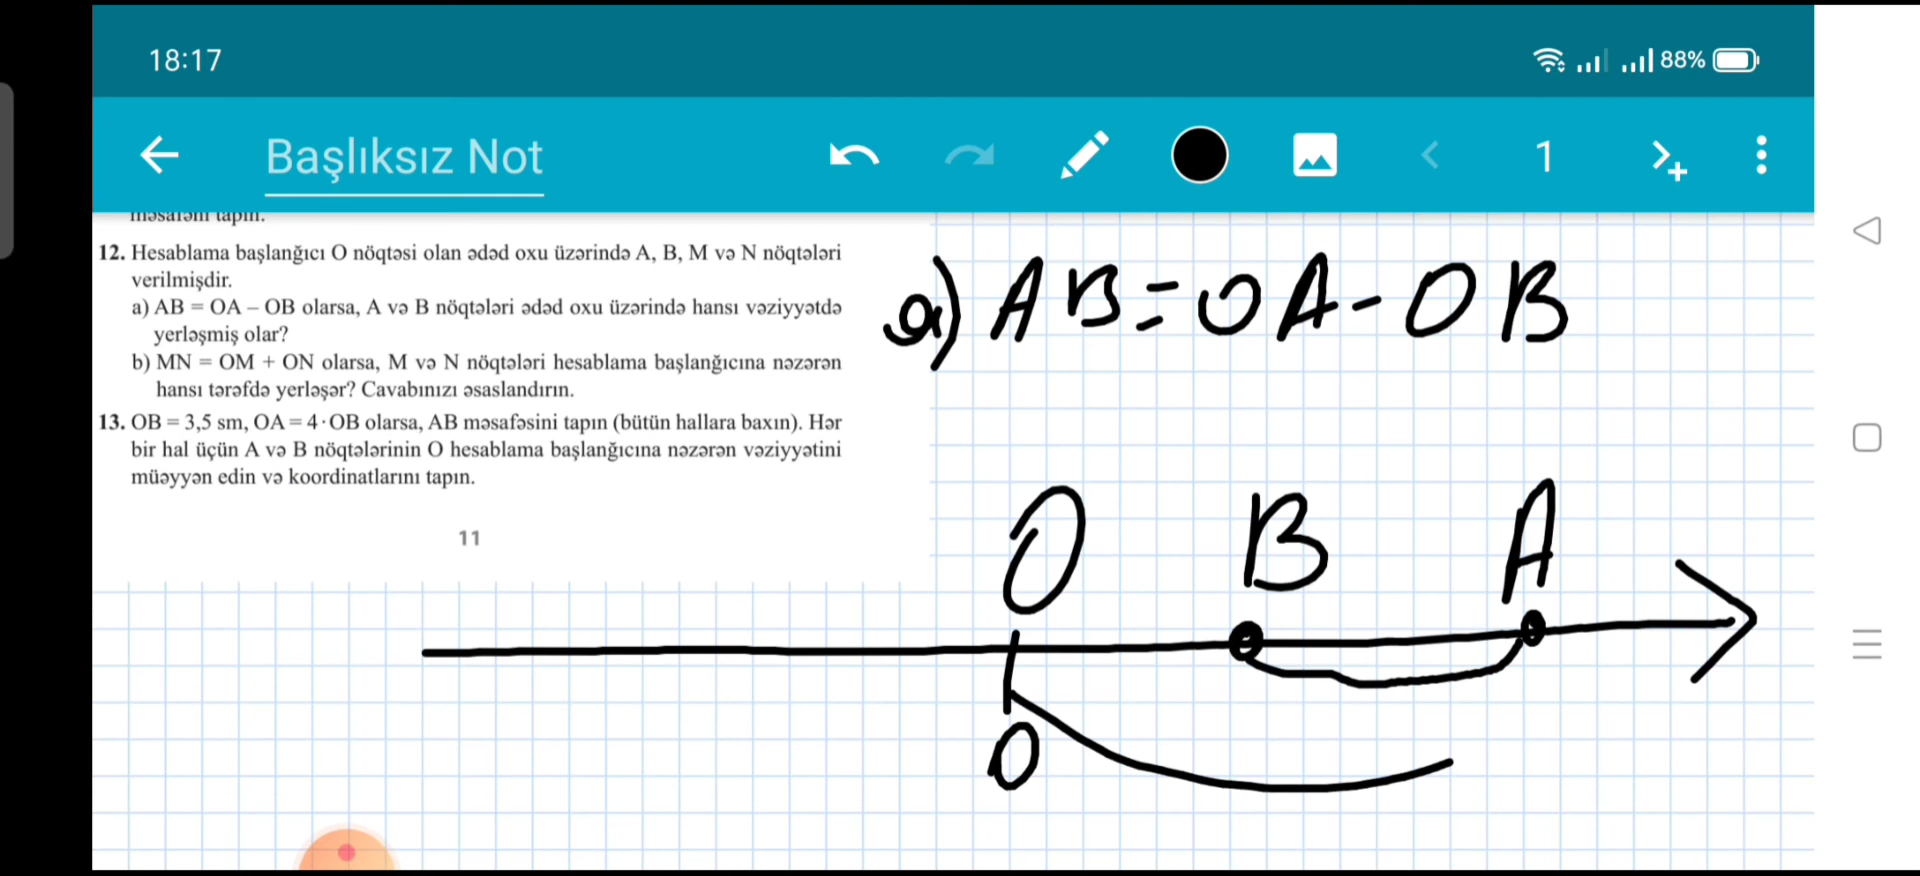 18:17
88%
Başlıksız Not
1
məsafəni tapın.
12. Hesablama başlanğıcı O nöqtəsi olan ədəd oxu üzərində A, B, M və N nöqtələri
verilmişdir.
a) AB = OA – OB olarsa, A və B nöqtələri ədəd oxu üzərində hansı vəziyyətdə
yerləşmiş olar?
b) MN = OM + ON olarsa, M və N nöqtələri hesablama başlanğıcına nəzərən
hansı tərəfdə yerləşər? Cavabınızı əsaslandırın.
13. OB = 3,5 sm, OA = 4 · OB olarsa, AB məsafəsini tapın (bütün hallara baxın). Hər
bir hal üçün A və B nöqtələrinin O hesablama başlanğıcına nəzərən vəziyyətini
müəyyən edin və koordinatlarını tapın.
11
a) AB = OA - OB
O B A
0